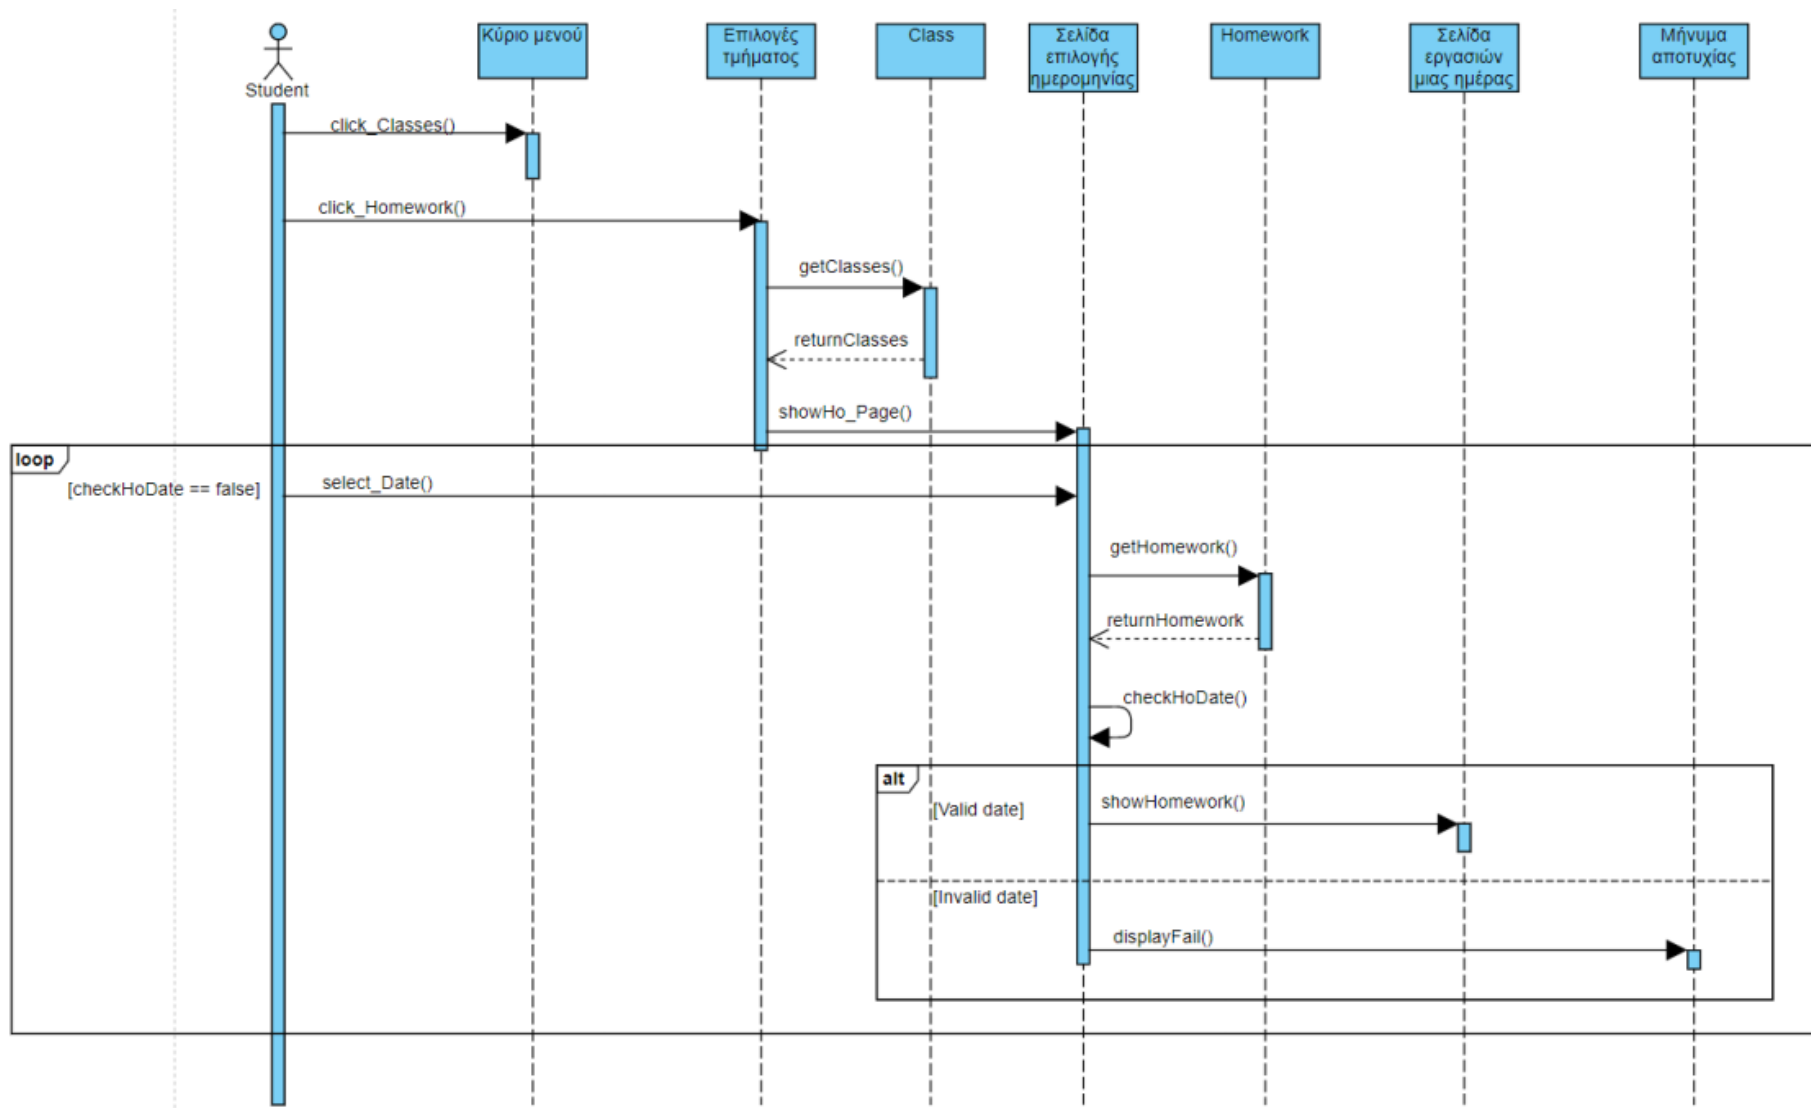 Student
Κύριο μενού
Επιλογές
τμήματος
Class
Σελίδα
επιλογής
ημερομηνίας
Homework
Σελίδα
εργασιών
μιας ημέρας
Μήνυμα
αποτυχίας
click_Classes()
click_Homework()
getClasses()
returnClasses
showHo_Page()
loop
[checkHoDate == false]
select_Date()
getHomework()
returnHomework
checkHoDate()
alt
[Valid date]
showHomework()
[Invalid date]
displayFail()